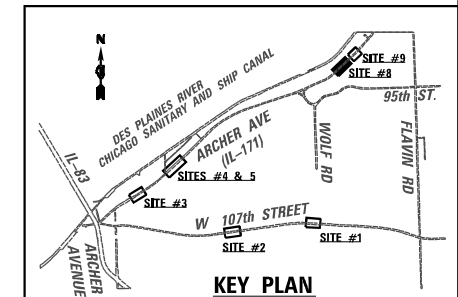 N
DES PLAINES RIVER
CHICAGO SANITARY AND SHIP CANAL
SITE #9
SITE #8
95th ST.
ARCHER AVE
(IL-171)
WOLF RD
FLAVIN RD
IL-83
SITES #4 & 5
SITE #3
W 107th STREET
SITE #2
SITE #1
ARCHER
AVENUE
KEY PLAN